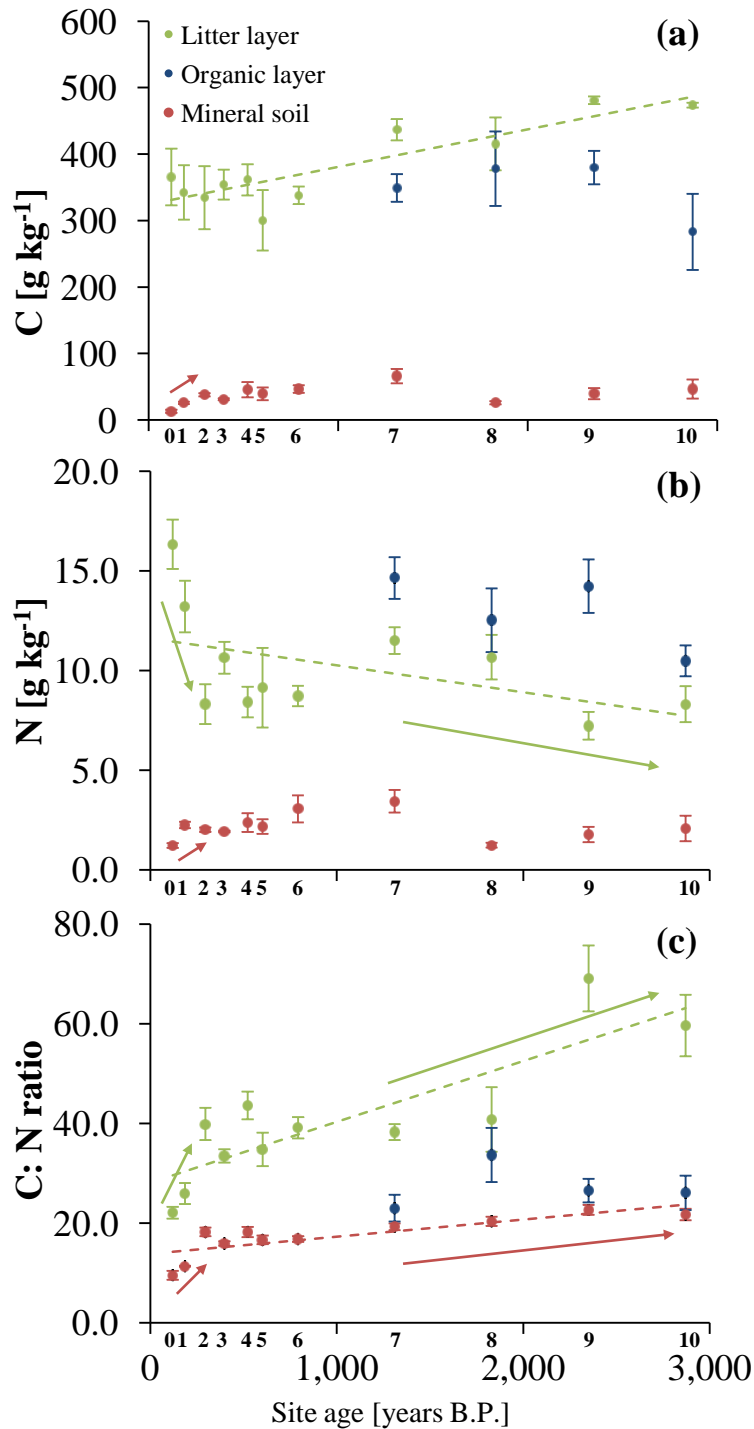 600
(a)
Litter layer
500
Organic layer
Mineral soil
400
300
200
100
0
C [g kg-1]
0 1 2 3 4 5 6 7 8 9 10
20.0
(b)
15.0
10.0
5.0
0.0
N [g kg-1]
0 1 2 3 4 5 6 7 8 9 10
80.0
(c)
60.0
40.0
20.0
0.0
C: N ratio
0 1 2 3 4 5 6 7 8 9 10
0 1,000 2,000 3,000
Site age [years B.P.]